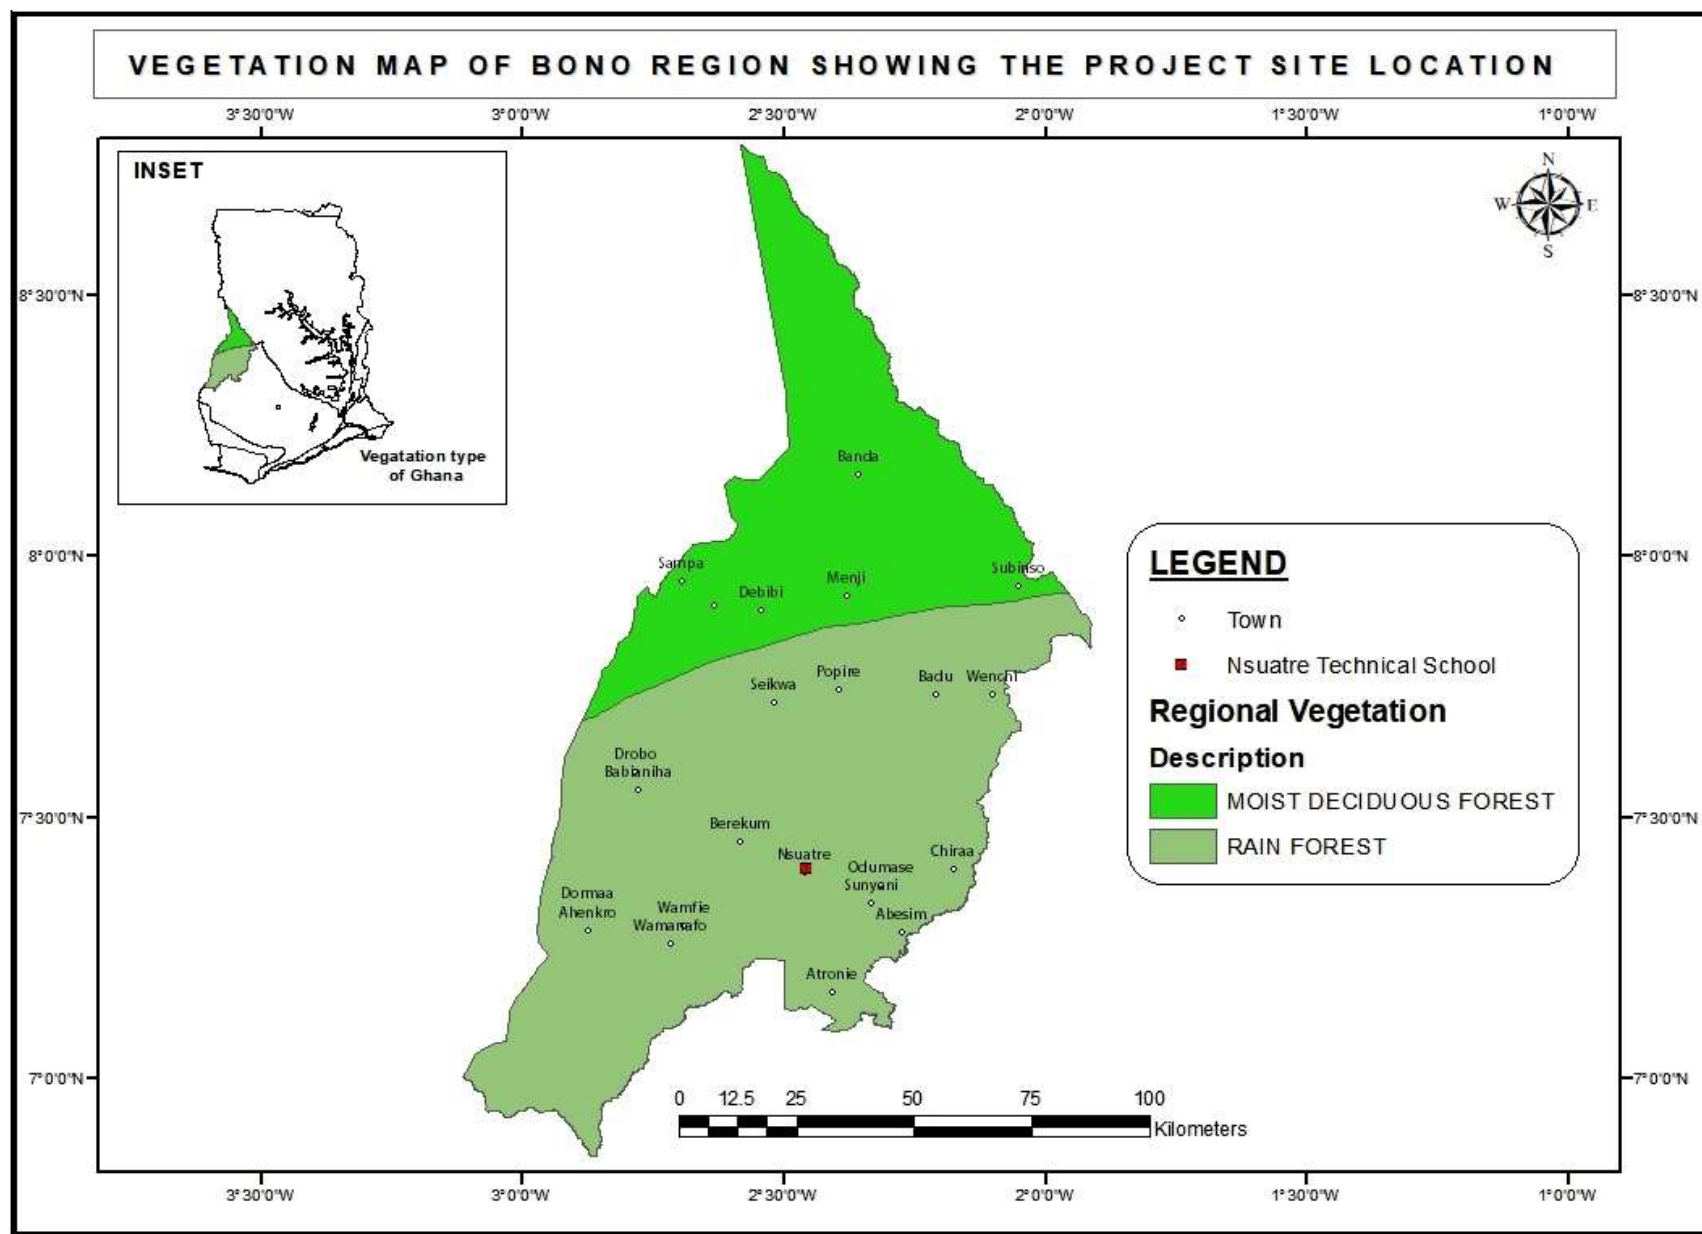 VEGETATION MAP OF BONO REGION SHOWING THE PROJECT SITE LOCATION
3°30'0"W 3°0'0"W 2°30'0"W 2°0'0"W 1°30'0"W 1°0'0"W
INSET
Vegatation type
of Ghana
N
W E
S
8°30'0"N 8°30'0"N
8°0'0"N 8°0'0"N
7°30'0"N 7°30'0"N
7°0'0"N 7°0'0"N
Banda
Sampa
Debibi
Menji
Subinso
Seikwa
Popire
Badu
Wenchi
Drobo
Babianiha
Berekum
Nsuatre
Odumase
Sunyani
Chiraa
Dormaa
Ahenkro
Wamfie
Wamanafo
Abesim
Atronie
LEGEND
Town
Nsuatre Technical School
Regional Vegetation
Description
MOIST DECIDUOUS FOREST
RAIN FOREST
0 12.5 25 50 75 100
Kilometers
3°30'0"W 3°0'0"W 2°30'0"W 2°0'0"W 1°30'0"W 1°0'0"W